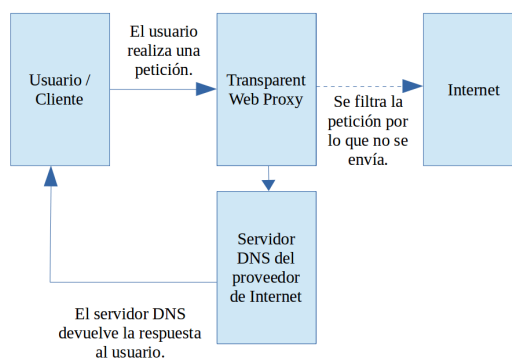 El usuario
realiza una
petición.
Usuario /
Cliente
Transparent
Web Proxy
Internet
Se filtra la
petición por
lo que no se
envía.
Servidor
DNS del
proveedor
de Internet
El servidor DNS
devuelve la respuesta
al usuario.